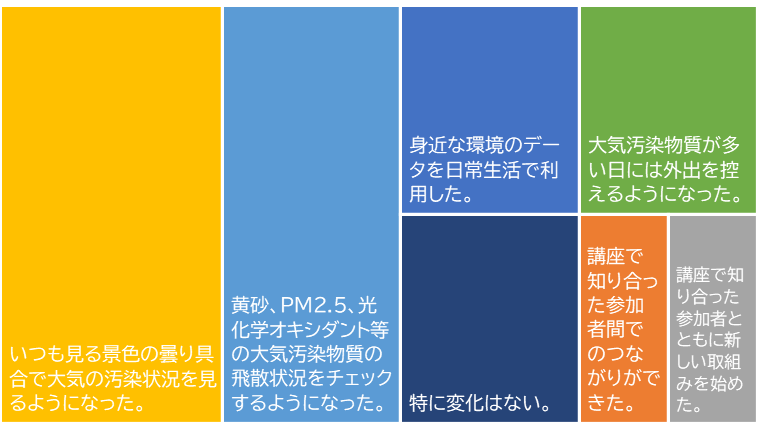 いつも見る景色の曇り具
合で大気の汚染状況を見
るようになった。
黄砂、PM2.5、光
化学オキシダント等
の大気汚染物質の
飛散状況をチェック
するようになった。
身近な環境のデー
タを日常生活で利
用した。
大気汚染物質が多
い日には外出を控
えるようになった。
特に変化はない。
講座で
知り合っ
た参加
者間で
のつな
がりがで
きた。
講座で知
り合った
参加者と
ともに新
しい取組
みを始め
た。